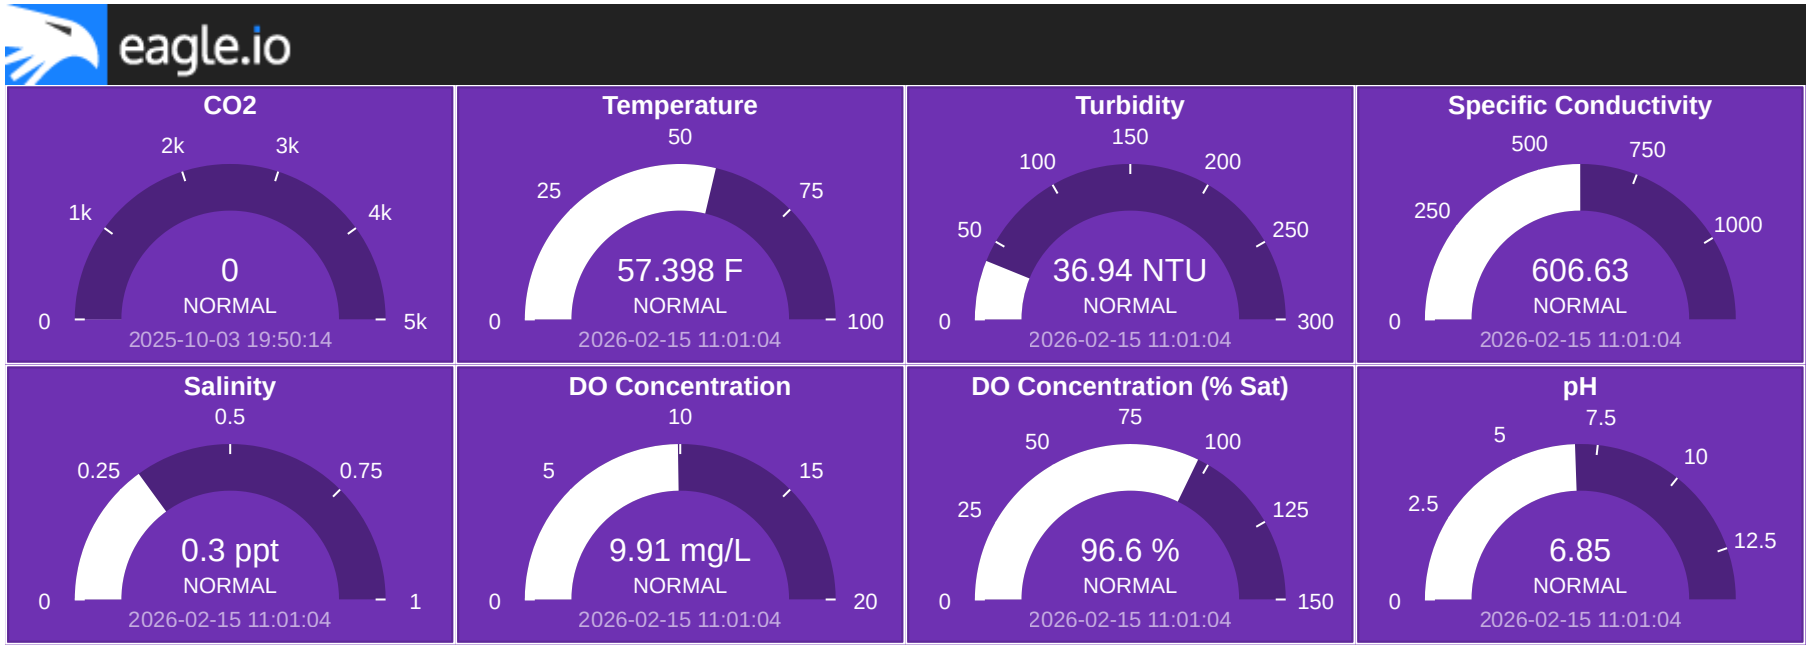 eagle.io
CO2
2k
3k
1k
4k
0
5k
0
NORMAL
2025-10-03 19:50:14
Temperature
50
25
75
0
100
57.398 F
NORMAL
2026-02-15 11:01:04
Turbidity
150
100
200
50
250
0
300
36.94 NTU
NORMAL
2026-02-15 11:01:04
Specific Conductivity
500
750
250
1000
0
606.63
NORMAL
2026-02-15 11:01:04
Salinity
0.5
0.25
0.75
0
1
0.3 ppt
NORMAL
2026-02-15 11:01:04
DO Concentration
10
5
15
0
20
9.91 mg/L
NORMAL
2026-02-15 11:01:04
DO Concentration (% Sat)
75
50
100
25
125
0
150
96.6 %
NORMAL
2026-02-15 11:01:04
pH
7.5
5
10
2.5
12.5
0
6.85
NORMAL
2026-02-15 11:01:04